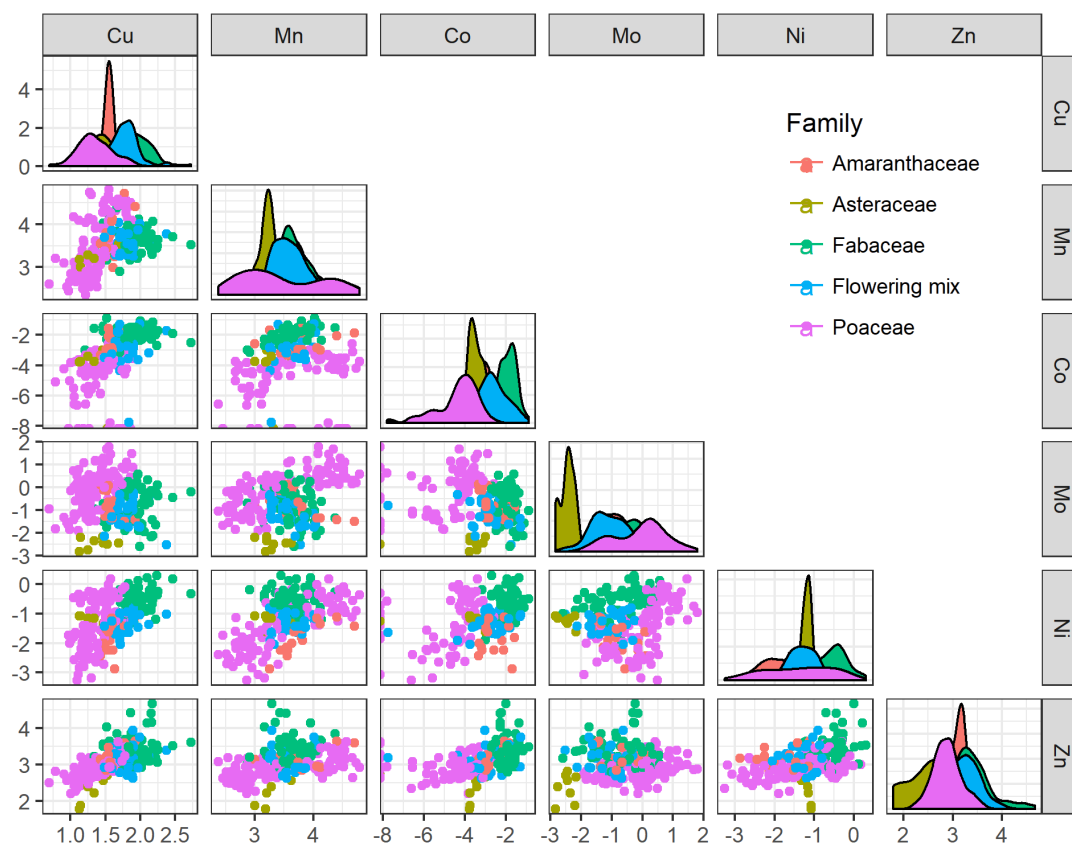 Cu Mn Co Mo Ni Zn
4
2
0
Cu
Family
a Amaranthaceae
a Asteraceae
a Fabaceae
a Flowering mix
a Poaceae
4
3
Mn
-2
-4
-6
-8
Co
2
1
0
-1
-2
-3
Mo
0
-1
-2
-3
Ni
4
3
2
Zn
1.0 1.5 2.0 2.5 3 4 -8 -6 -4 -2 -3 -2 -1 0 1 2 -3 -2 -1 0 2 3 4